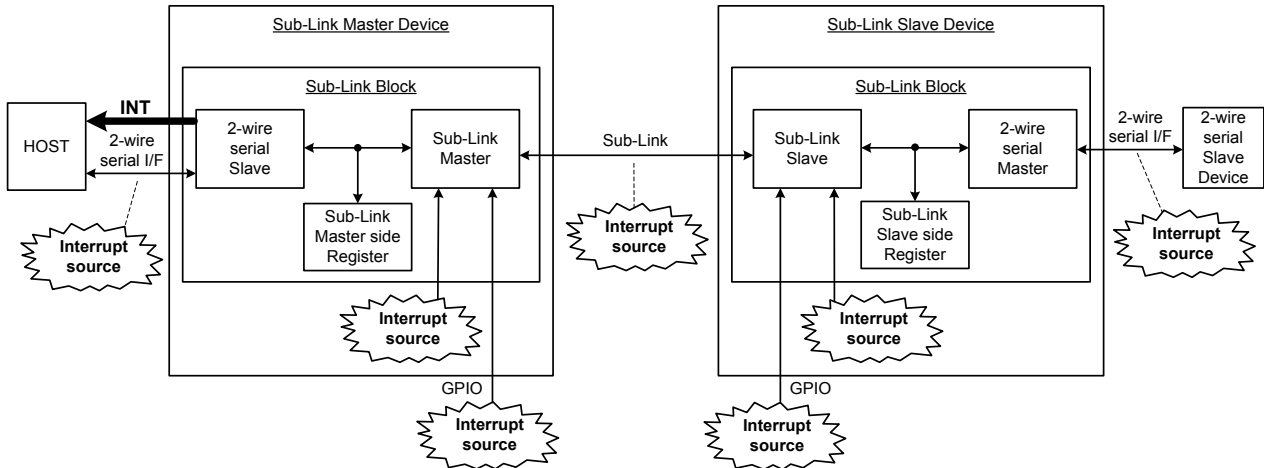 Sub-Link Master Device
Sub-Link Slave Device
Sub-Link Block
Sub-Link Block
HOST
INT
2-wire
serial I/F
2-wire
serial
Slave
Sub-Link
Master
Sub-Link
Master side
Register
Sub-Link
Sub-Link
Slave
2-wire
serial
Master
Sub-Link
Slave side
Register
2-wire
serial I/F
2-wire
serial
Slave
Device
Interrupt
source
Interrupt
source
Interrupt
source
Interrupt
source
Interrupt
source
GPIO
GPIO
Interrupt
source
Interrupt
source